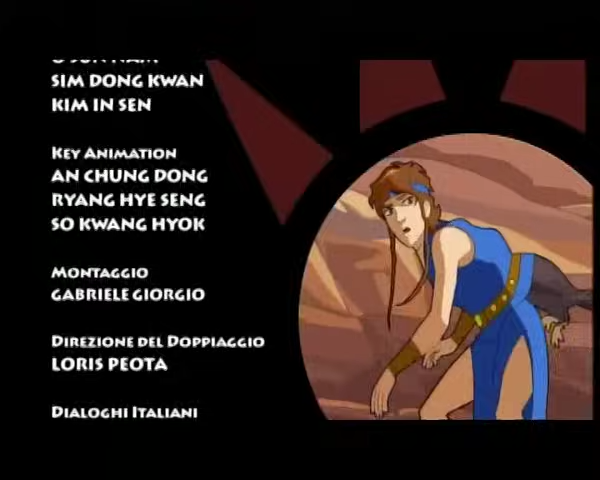 SIM DONG KWAN
KIM IN SEN
KEY ANIMATION
AN CHUNG DONG
RYANG HYE SENG
SO KWANG HYOK
MONTAGGIO
GABRIELE GIORGIO
DIREZIONE DEL DOPPIAGGIO
LORIS PEOTA
DIALOGHI ITALIANI